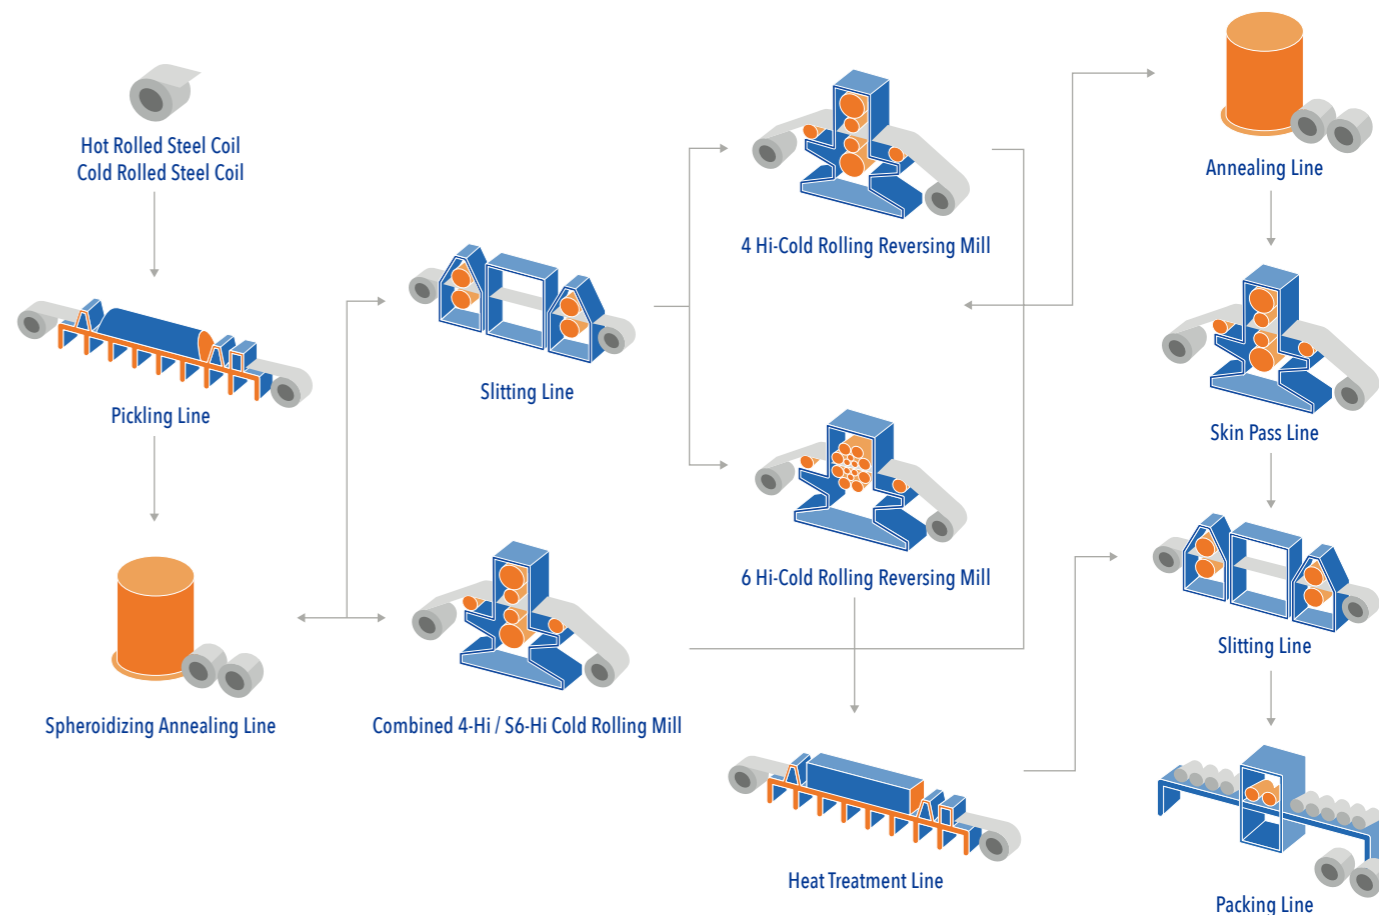 Hot Rolled Steel Coil
Cold Rolled Steel Coil
Pickling Line
Spheroidizing Annealing Line
Slitting Line
Combined 4-Hi / S6-Hi Cold Rolling Mill
4 Hi-Cold Rolling Reversing Mill
6 Hi-Cold Rolling Reversing Mill
Heat Treatment Line
Annealing Line
Skin Pass Line
Slitting Line
Packing Line